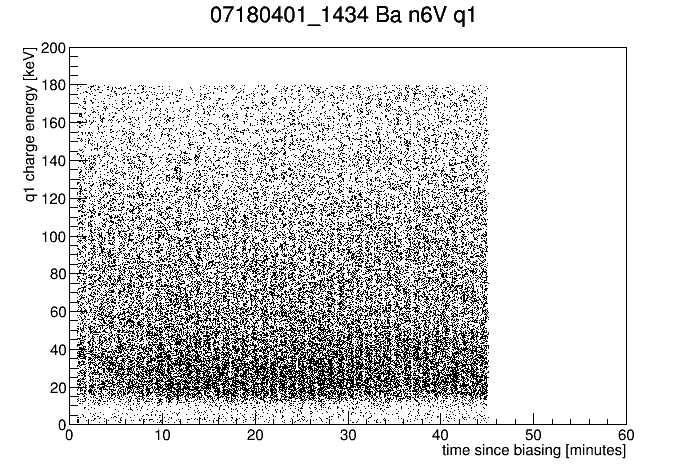 07180401_1434 Ba n6V q1
q1 charge energy [keV]
200
180
160
140
120
100
80
60
40
20
0
0 10 20 30 40 50 60
time since biasing [minutes]